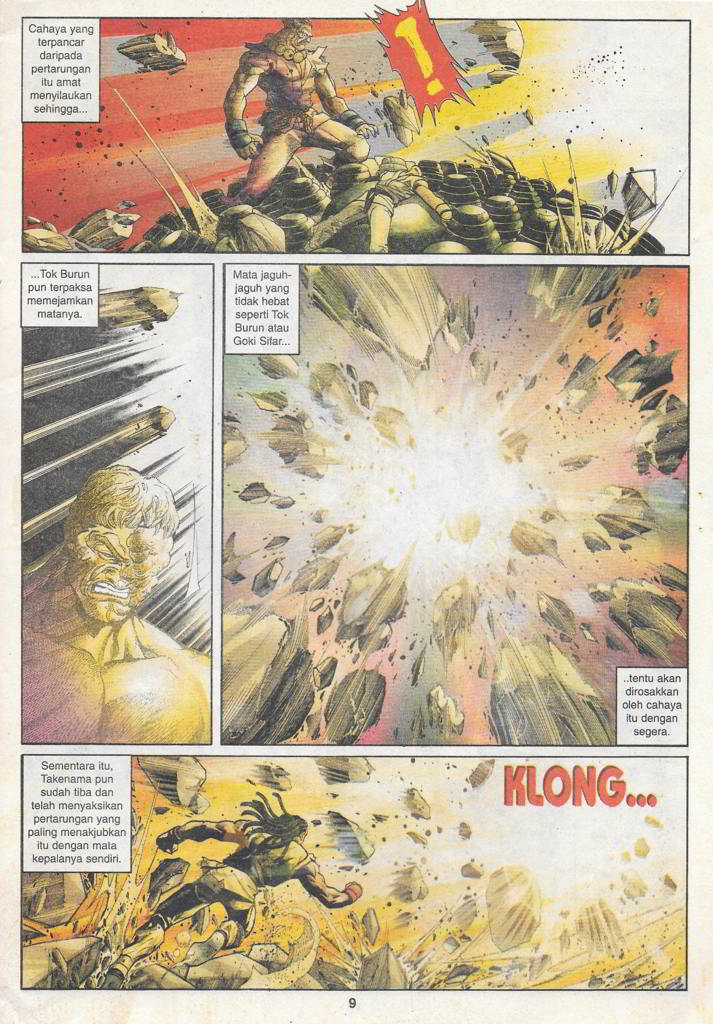 Cahaya yang
terpancar
daripada
pertarungan
itu amat
menyilaukan
sehingga...
!
...Tok Burun
pun terpaksa
memejamkan
matanya.
Mata jaguh-
jaguh yang
tidak hebat
seperti Tok
Burun atau
Goki Sifar...
..tentu akan
dirosakkan
oleh cahaya
itu dengan
segera.
Sementara itu,
Takenama pun
sudah tiba dan
telah menyaksikan
pertarungan yang
paling menakjubkan
itu dengan mata
kepalanya sendiri.
KLONG...
9